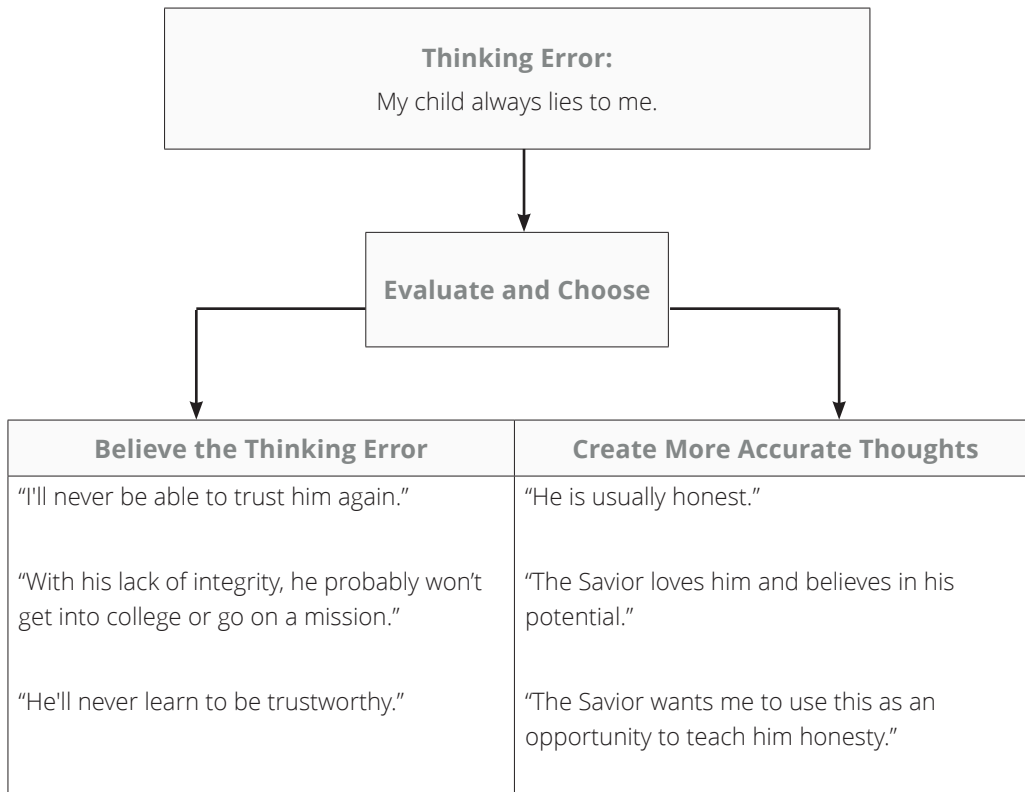 Thinking Error:
My child always lies to me.
Evaluate and Choose
Believe the Thinking Error
“I'll never be able to trust him again.”
“With his lack of integrity, he probably won’t
get into college or go on a mission.”
“He'll never learn to be trustworthy.”
Create More Accurate Thoughts
“He is usually honest.”
“The Savior loves him and believes in his
potential.”
“The Savior wants me to use this as an
opportunity to teach him honesty.”